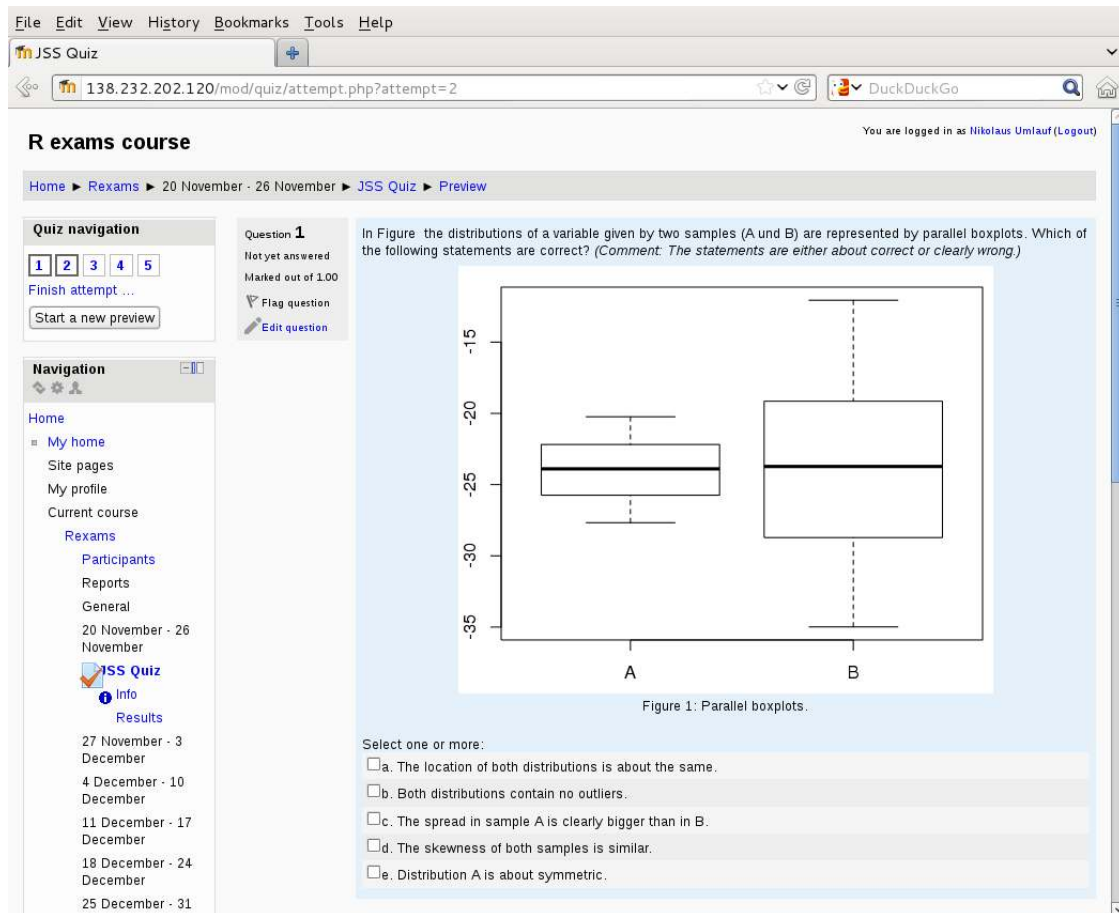 File Edit View History Bookmarks Tools Help
JSS Quiz
138.232.202.120/mod/quiz/attempt.php?attempt=2
DuckDuckGo
R exams course
You are logged in as Nikolaus Umlauf (Logout)
Home ► Rexams ► 20 November - 26 November ► JSS Quiz ► Preview
Quiz navigation
1 2 3 4 5
Finish attempt ...
Start a new preview
Navigation
Home
My home
Site pages
My profile
Current course
Rexams
Participants
Reports
General
20 November - 26
November
JSS Quiz
Info
Results
27 November - 3
December
4 December - 10
December
11 December - 17
December
18 December - 24
December
25 December - 31
Question 1
Not yet answered
Marked out of 1.00
Flag question
Edit question
In Figure the distributions of a variable given by two samples (A und B) are represented by parallel boxplots. Which of
the following statements are correct? (Comment: The statements are either about correct or clearly wrong.)
-15
-20
-25
-30
-35
A B
Figure 1: Parallel boxplots.
Select one or more:
a. The location of both distributions is about the same.
b. Both distributions contain no outliers.
c. The spread in sample A is clearly bigger than in B.
d. The skewness of both samples is similar.
e. Distribution A is about symmetric.